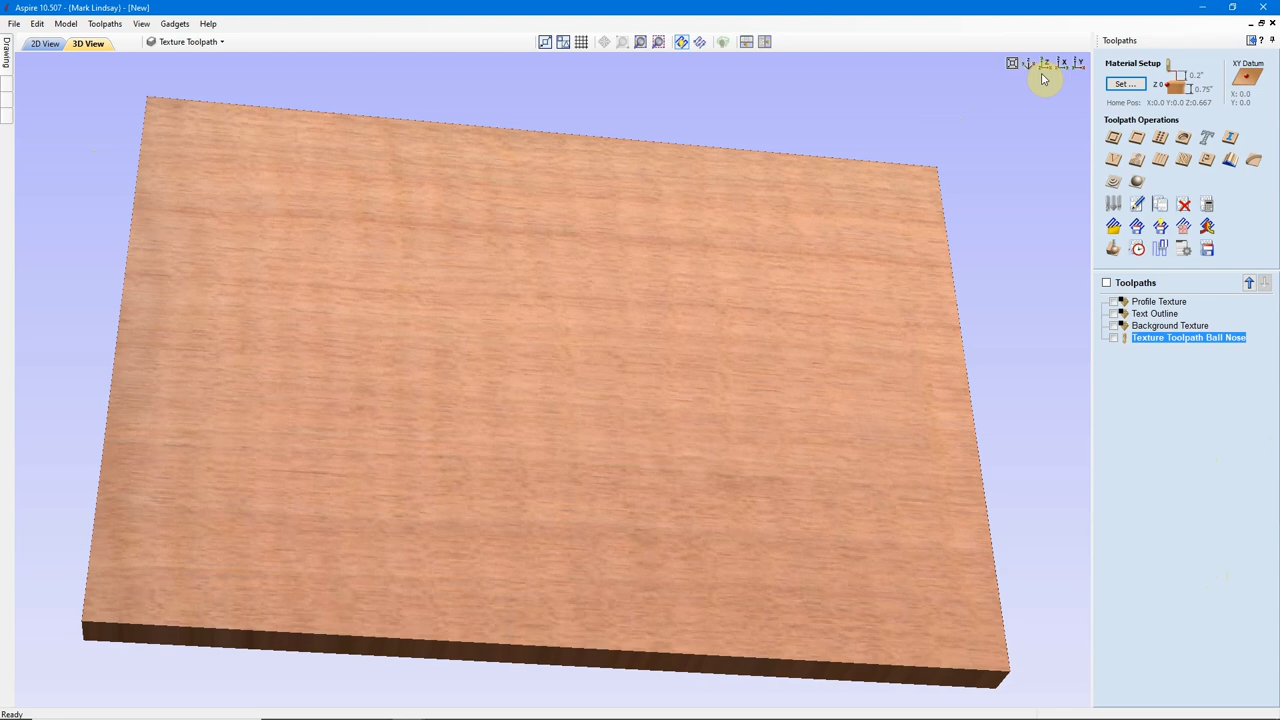 Aspire 10.507 - {Mark Lindsay} - [New]
File Edit Model Toolpaths View Gadgets Help
2D View 3D View Texture Toolpath
Drawing
Toolpaths
Material Setup
Set ...
Z 0
0.2"
0.75"
XY Datum
X: 0.0
Y: 0.0
Home Pos: X:0.0 Y:0.0 Z:0.667
Toolpath Operations
Toolpaths
Profile Texture
Text Outline
Background Texture
Texture Toolpath Ball Nose
Ready